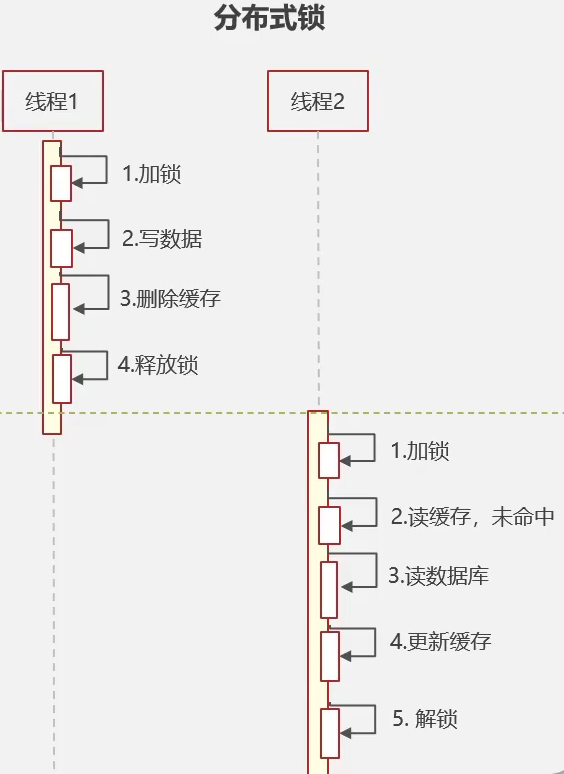 分布式锁
线程1
线程2
1.加锁
2.写数据
3.删除缓存
4.释放锁
1.加锁
2.读缓存，未命中
3.读数据库
4.更新缓存
5. 解锁